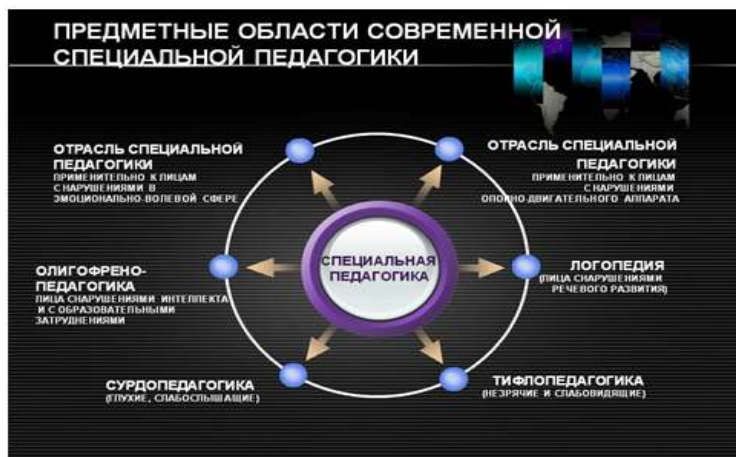 ПРЕДМЕТНЫЕ ОБЛАСТИ СОВРЕМЕННОЙ
СПЕЦИАЛЬНОЙ ПЕДАГОГИКИ
ОТРАСЛЬ СПЕЦИАЛЬНОЙ
ПЕДАГОГИКИ
ПРИМЕНИТЕЛЬНО К ЛИЦАМ
С НАРУШЕНИЯМИ В
ЭМОЦИОНАЛЬНО-ВОЛЕВОЙ СФЕРЕ
ОТРАСЛЬ СПЕЦИАЛЬНОЙ
ПЕДАГОГИКИ
ПРИМЕНИТЕЛЬНО К ЛИЦАМ
С НАРУШЕНИЯМИ
ОПОРНО-ДВИГАТЕЛЬНОГО АППАРАТА
СПЕЦИАЛЬНАЯ
ПЕДАГОГИКА
ОЛИГОФРЕНО-
ПЕДАГОГИКА
(ЛИЦА С НАРУШЕНИЯМИ ИНТЕЛЛЕКТА
И С ОБРАЗОВАТЕЛЬНЫМИ
ЗАТРУДНЕНИЯМИ
ЛОГОПЕДИЯ
(ЛИЦА С НАРУШЕНИЯМИ
РЕЧЕВОГО РАЗВИТИЯ)
СУРДОПЕДАГОГИКА
(ГЛУХИЕ, СЛАБОСЛЫШАЩИЕ)
ТИФЛОПЕДАГОГИКА
(НЕЗРЯЧИЕ И СЛАБОВИДЯЩИЕ)